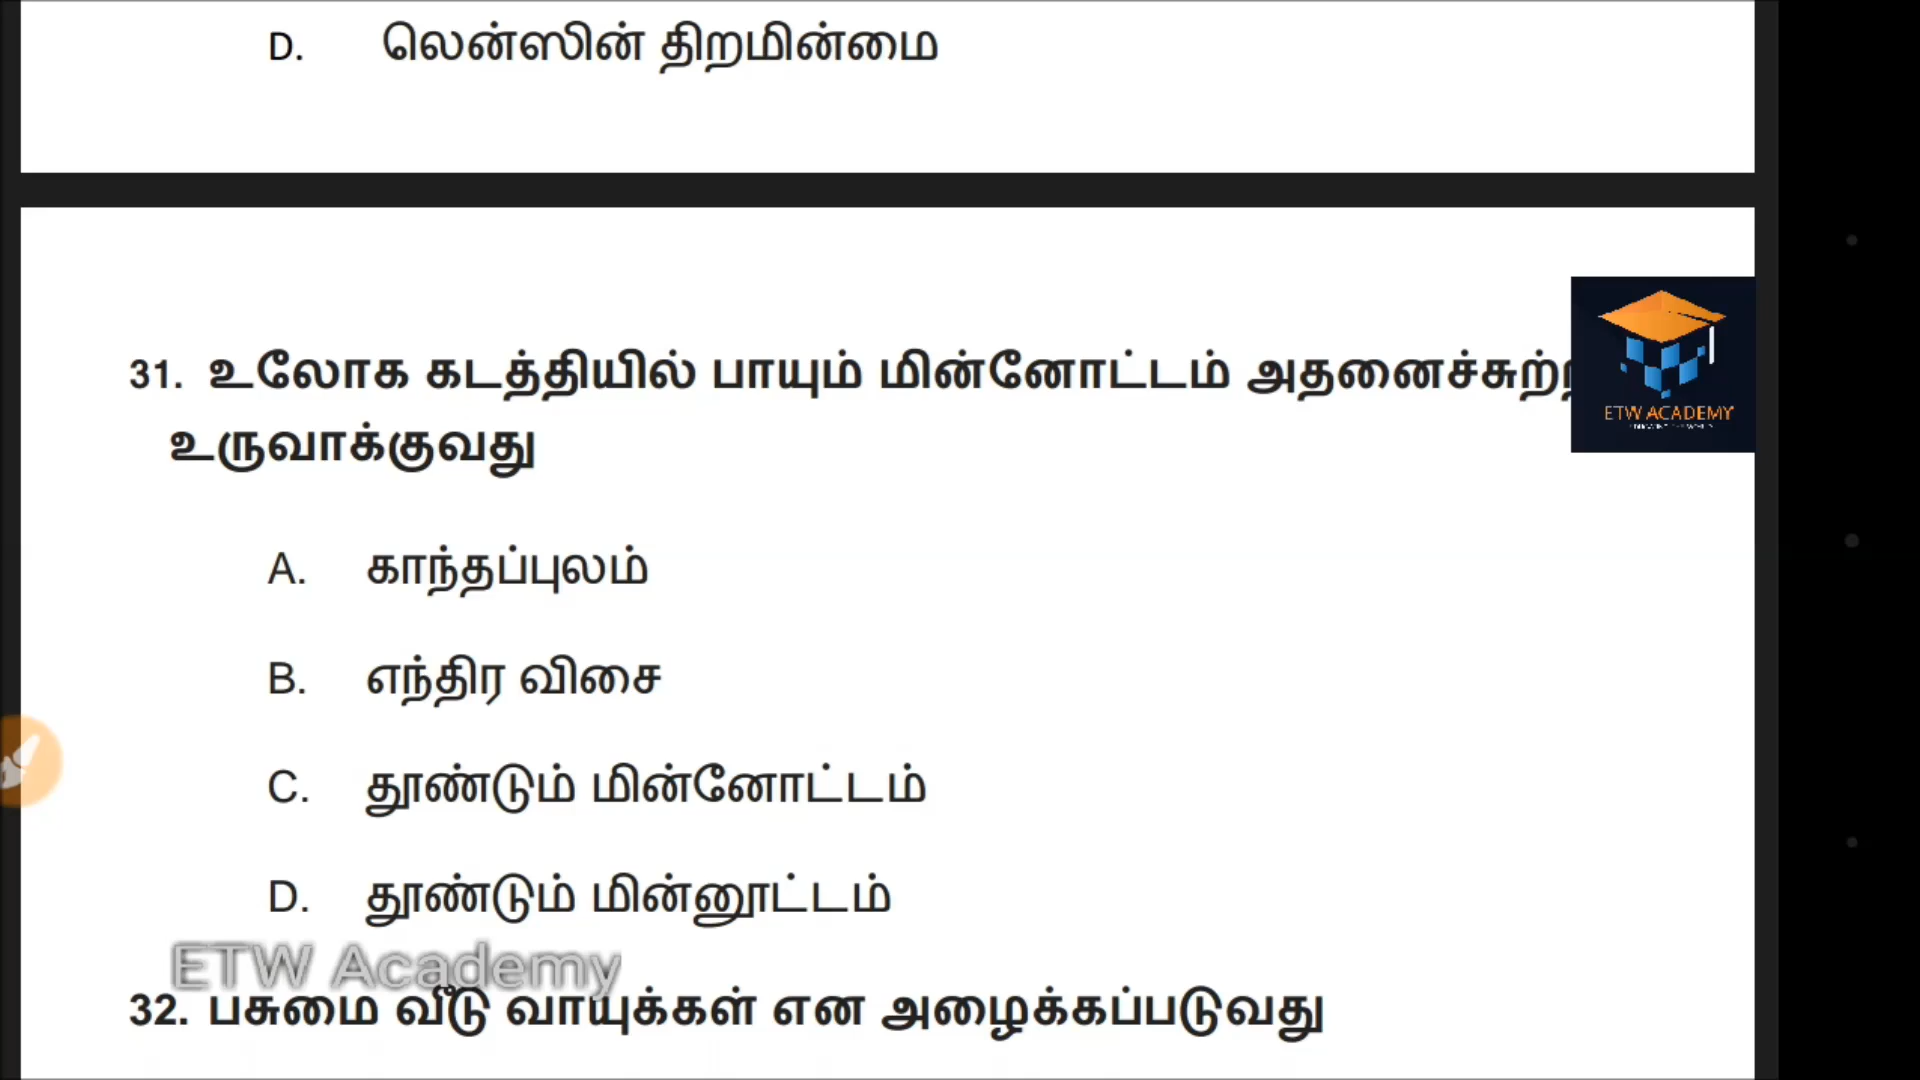 D. லென்ஸின் திறமின்மை
31. உலோக கடத்தியில் பாயும் மின்னோட்டம்
ETW ACADEMY
உருவாக்குவது
A. காந்தப்புலம்
B. எந்திர விசை
C. தூண்டும் மின்னோட்டம்
D. தூண்டும் மின்னூட்டம்
ETW Academy
32. பசுமை வீடு வாயுக்கள் என அழைக்கப்படுவது